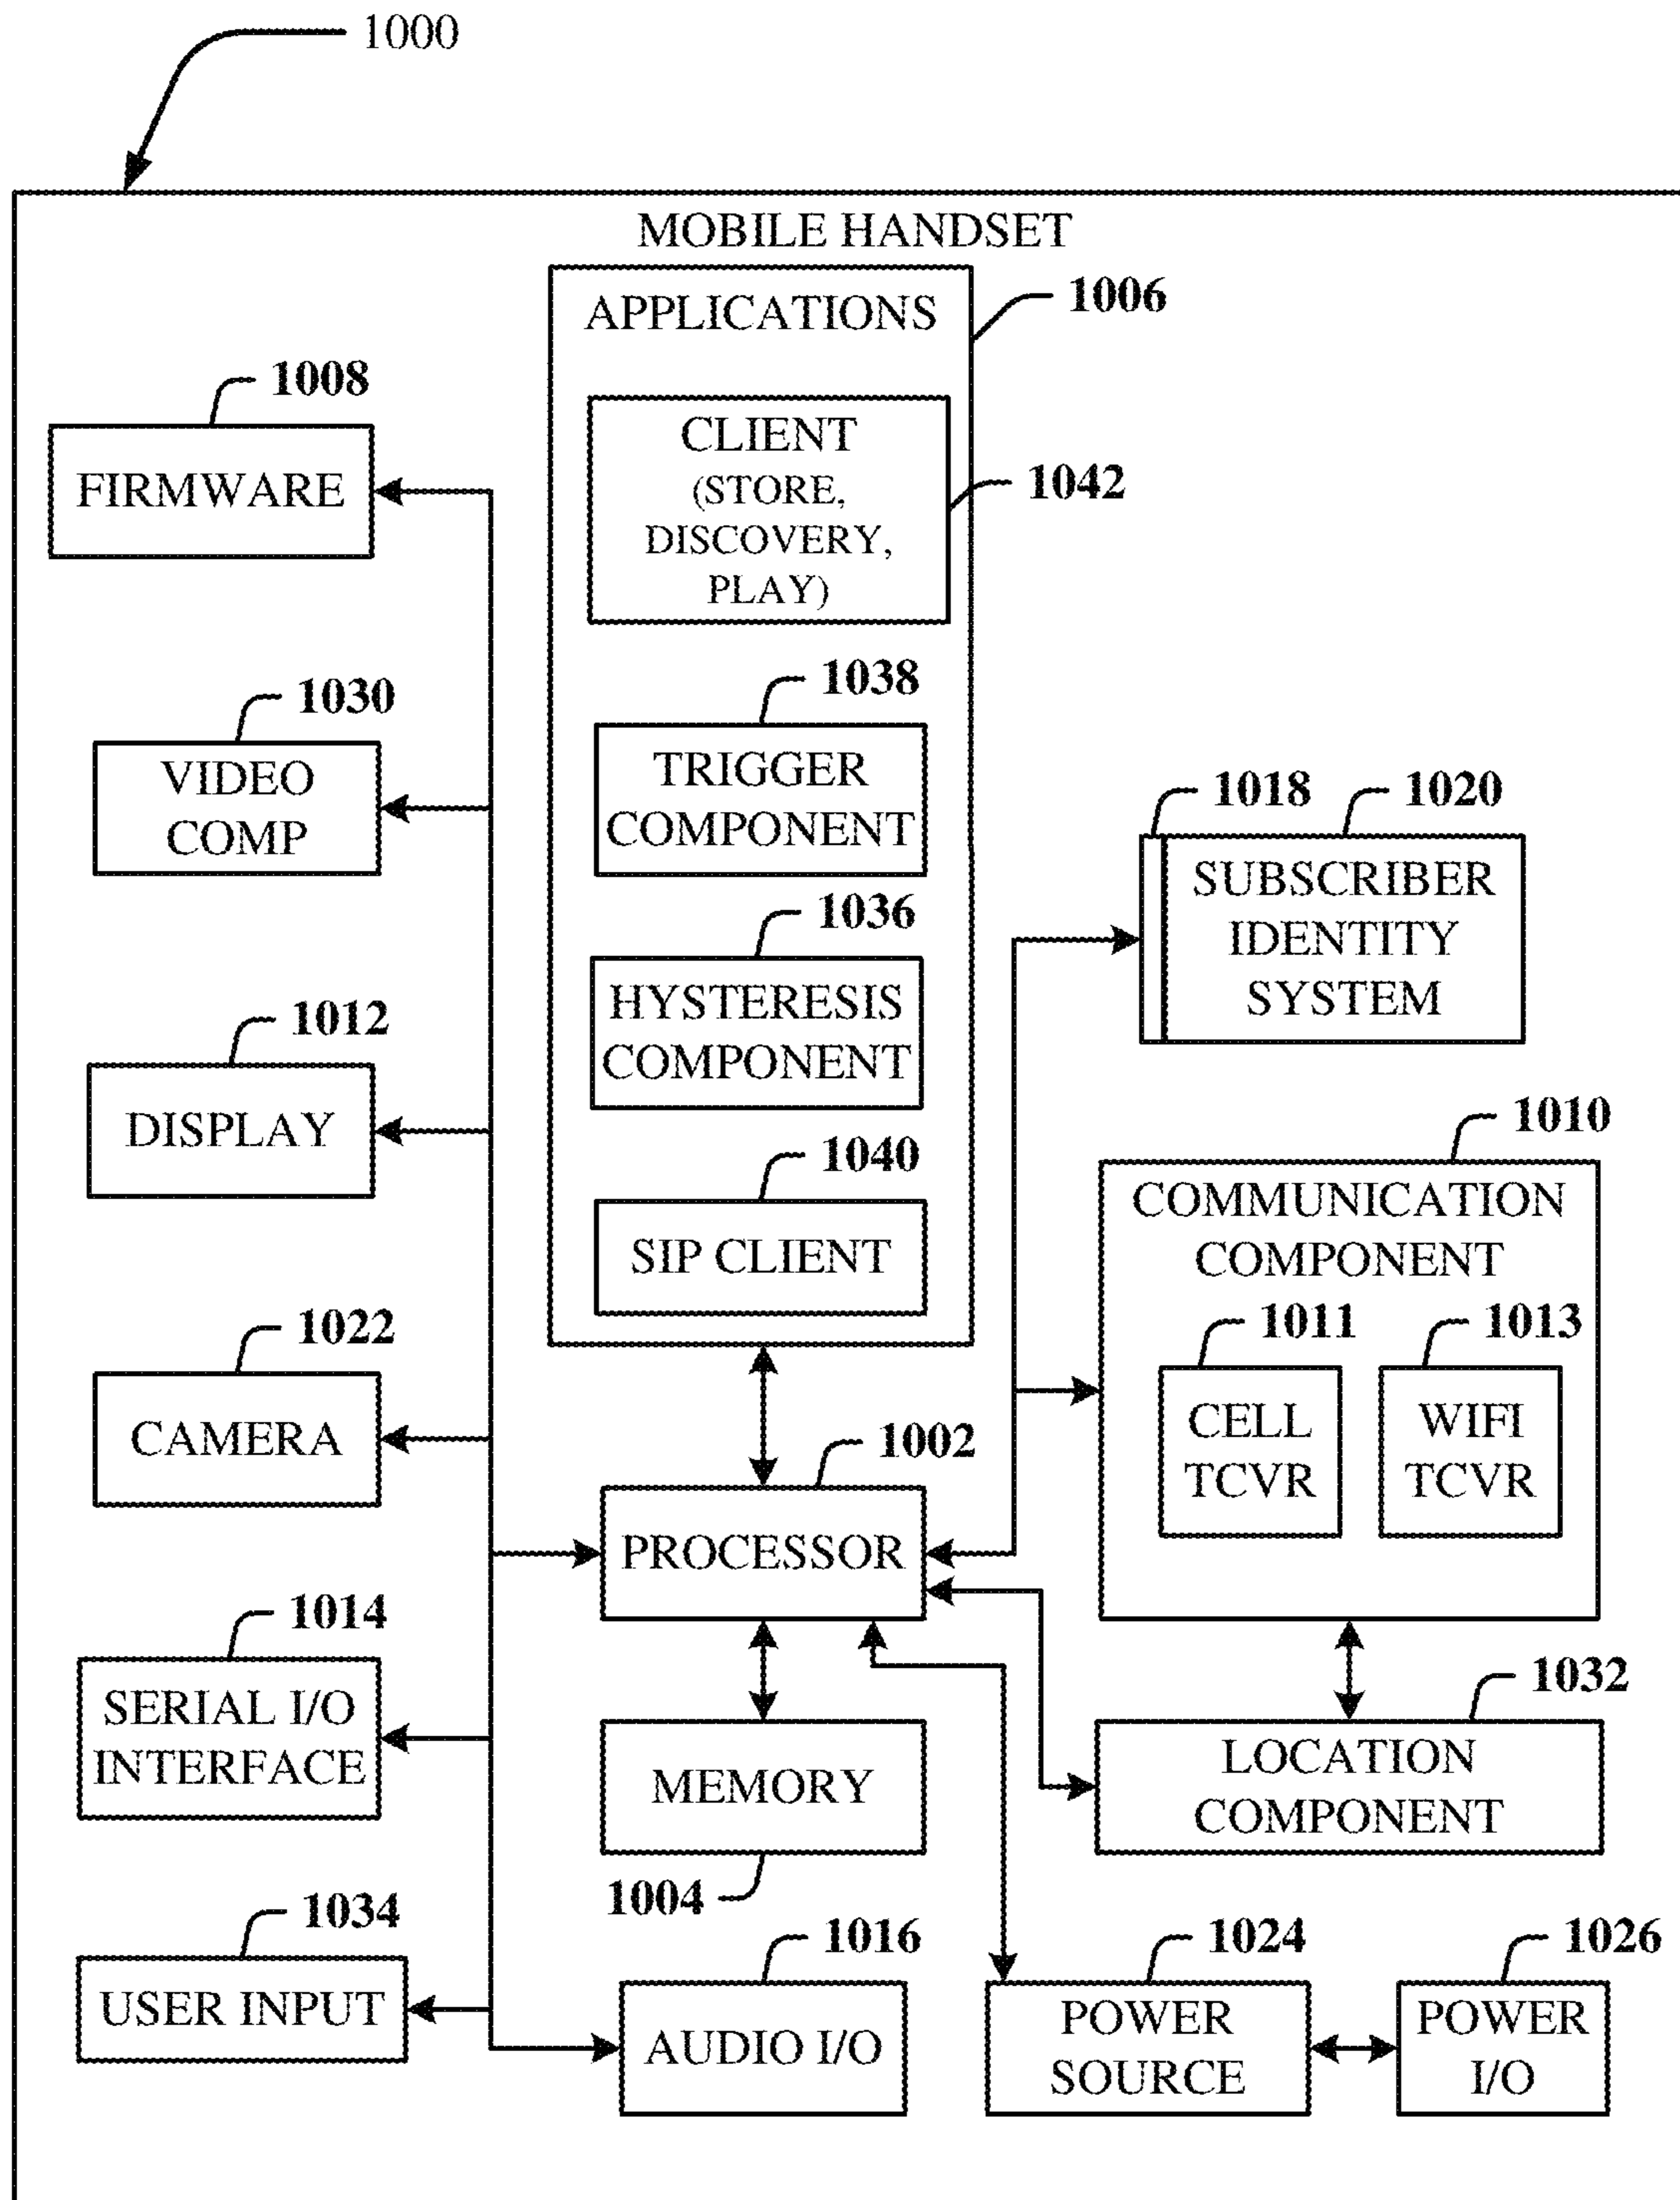 1000
MOBILE HANDSET
APPLICATIONS
1006
1008
FIRMWARE
CLIENT
(STORE,
DISCOVERY,
PLAY)
1042
1030
VIDEO
COMP
1038
TRIGGER
COMPONENT
1018
1020
SUBSCRIBER
IDENTITY
SYSTEM
1036
HYSTERESIS
COMPONENT
1012
DISPLAY
1010
COMMUNICATION
COMPONENT
1040
SIP CLIENT
1011
CELL
TCVR
1013
WIFI
TCVR
1022
CAMERA
1002
PROCESSOR
1014
SERIAL I/O
INTERFACE
MEMORY
1004
1032
LOCATION
COMPONENT
1034
USER INPUT
1016
AUDIO I/O
1024
POWER
SOURCE
1026
POWER
I/O